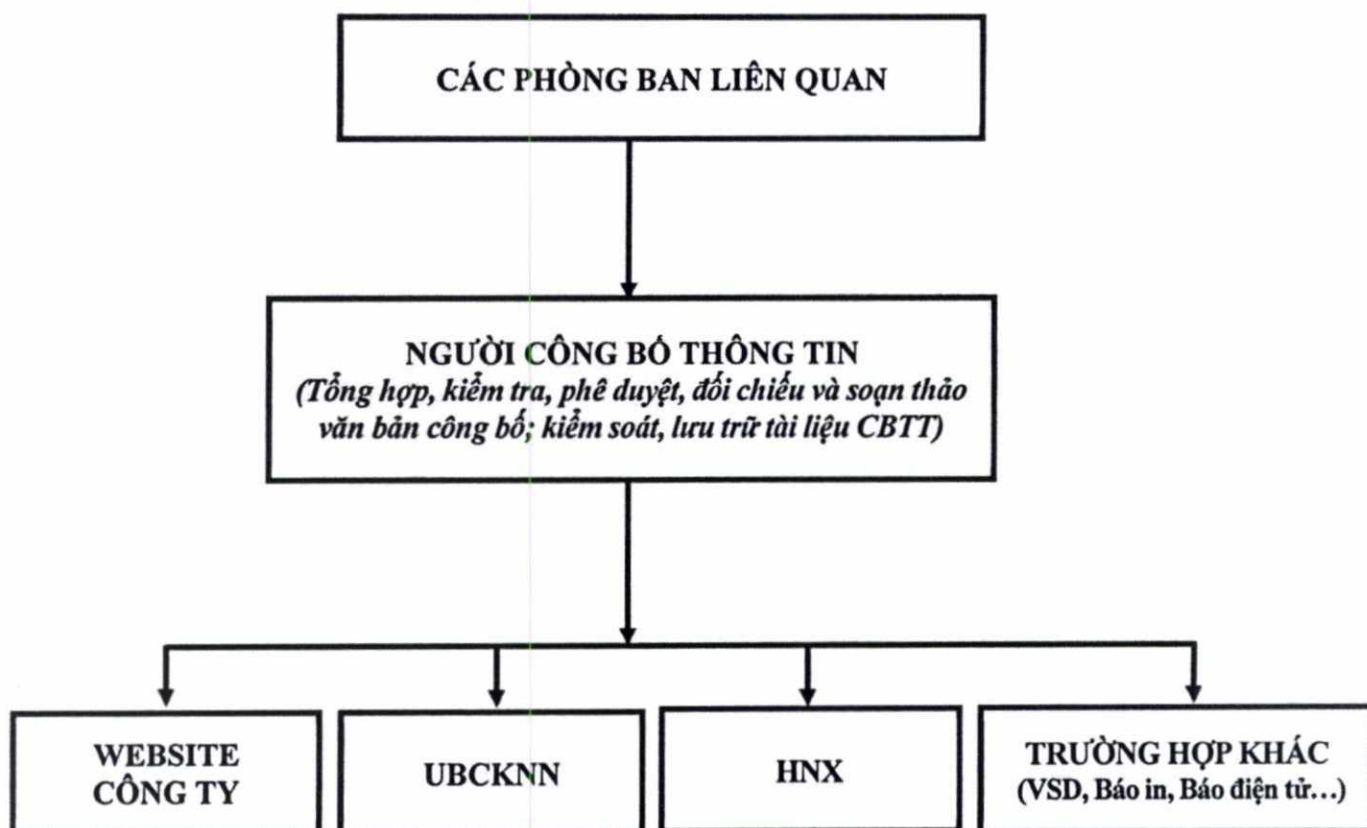 CÁC PHÒNG BAN LIÊN QUAN
NGƯỜI CÔNG BỐ THÔNG TIN
(Tổng hợp, kiểm tra, phê duyệt, đối chiếu và soạn thảo
văn bản công bố; kiểm soát, lưu trữ tài liệu CBTT)
WEBSITE
CÔNG TY
UBCKNN
HNX
TRƯỜNG HỢP KHÁC
(VSD, Báo in, Báo điện tử…)